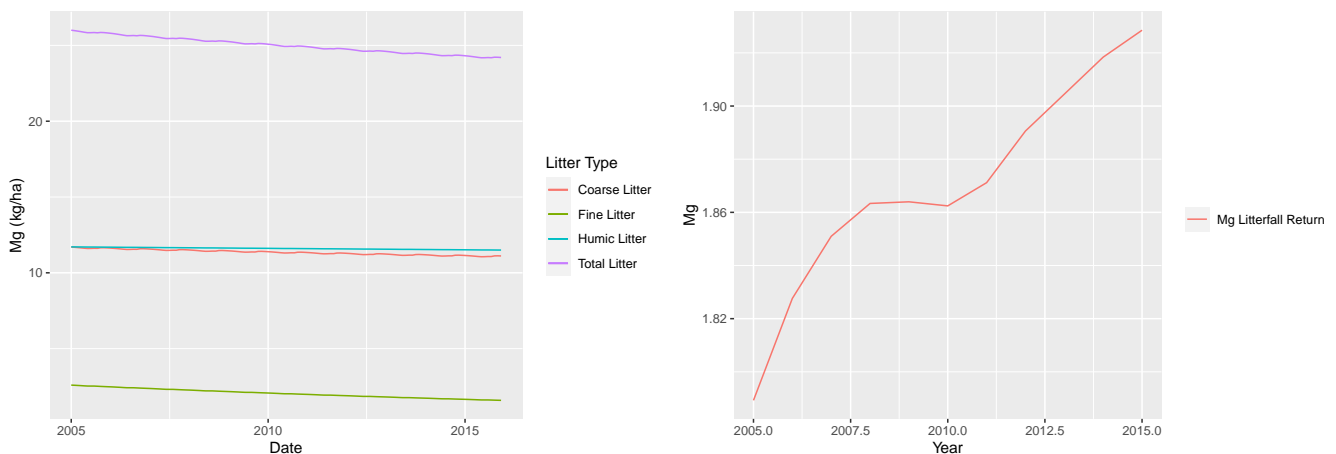 20
10
Mg (kg/ha)
2005
2010
2015
Date
Litter Type
Coarse Litter
Fine Litter
Humic Litter
Total Litter
1.90
1.86
1.82
Mg
2005.0
2007.5
2010.0
2012.5
2015.0
Year
Mg Litterfall Return